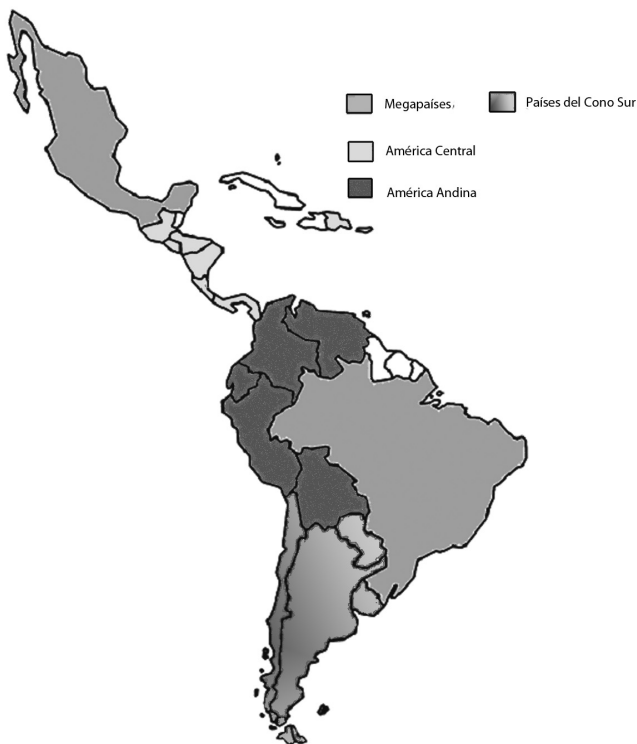 Megapaíses,
Países del Cono Sur
América Central
América Andina